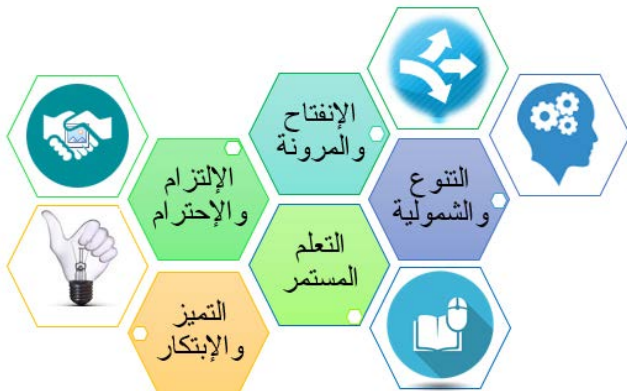 الإنفتاح
والمرونة
التنوع
والشمولية
الإلتزام
والإحترام
التعلم
المستمر
التميز
والإبتكار